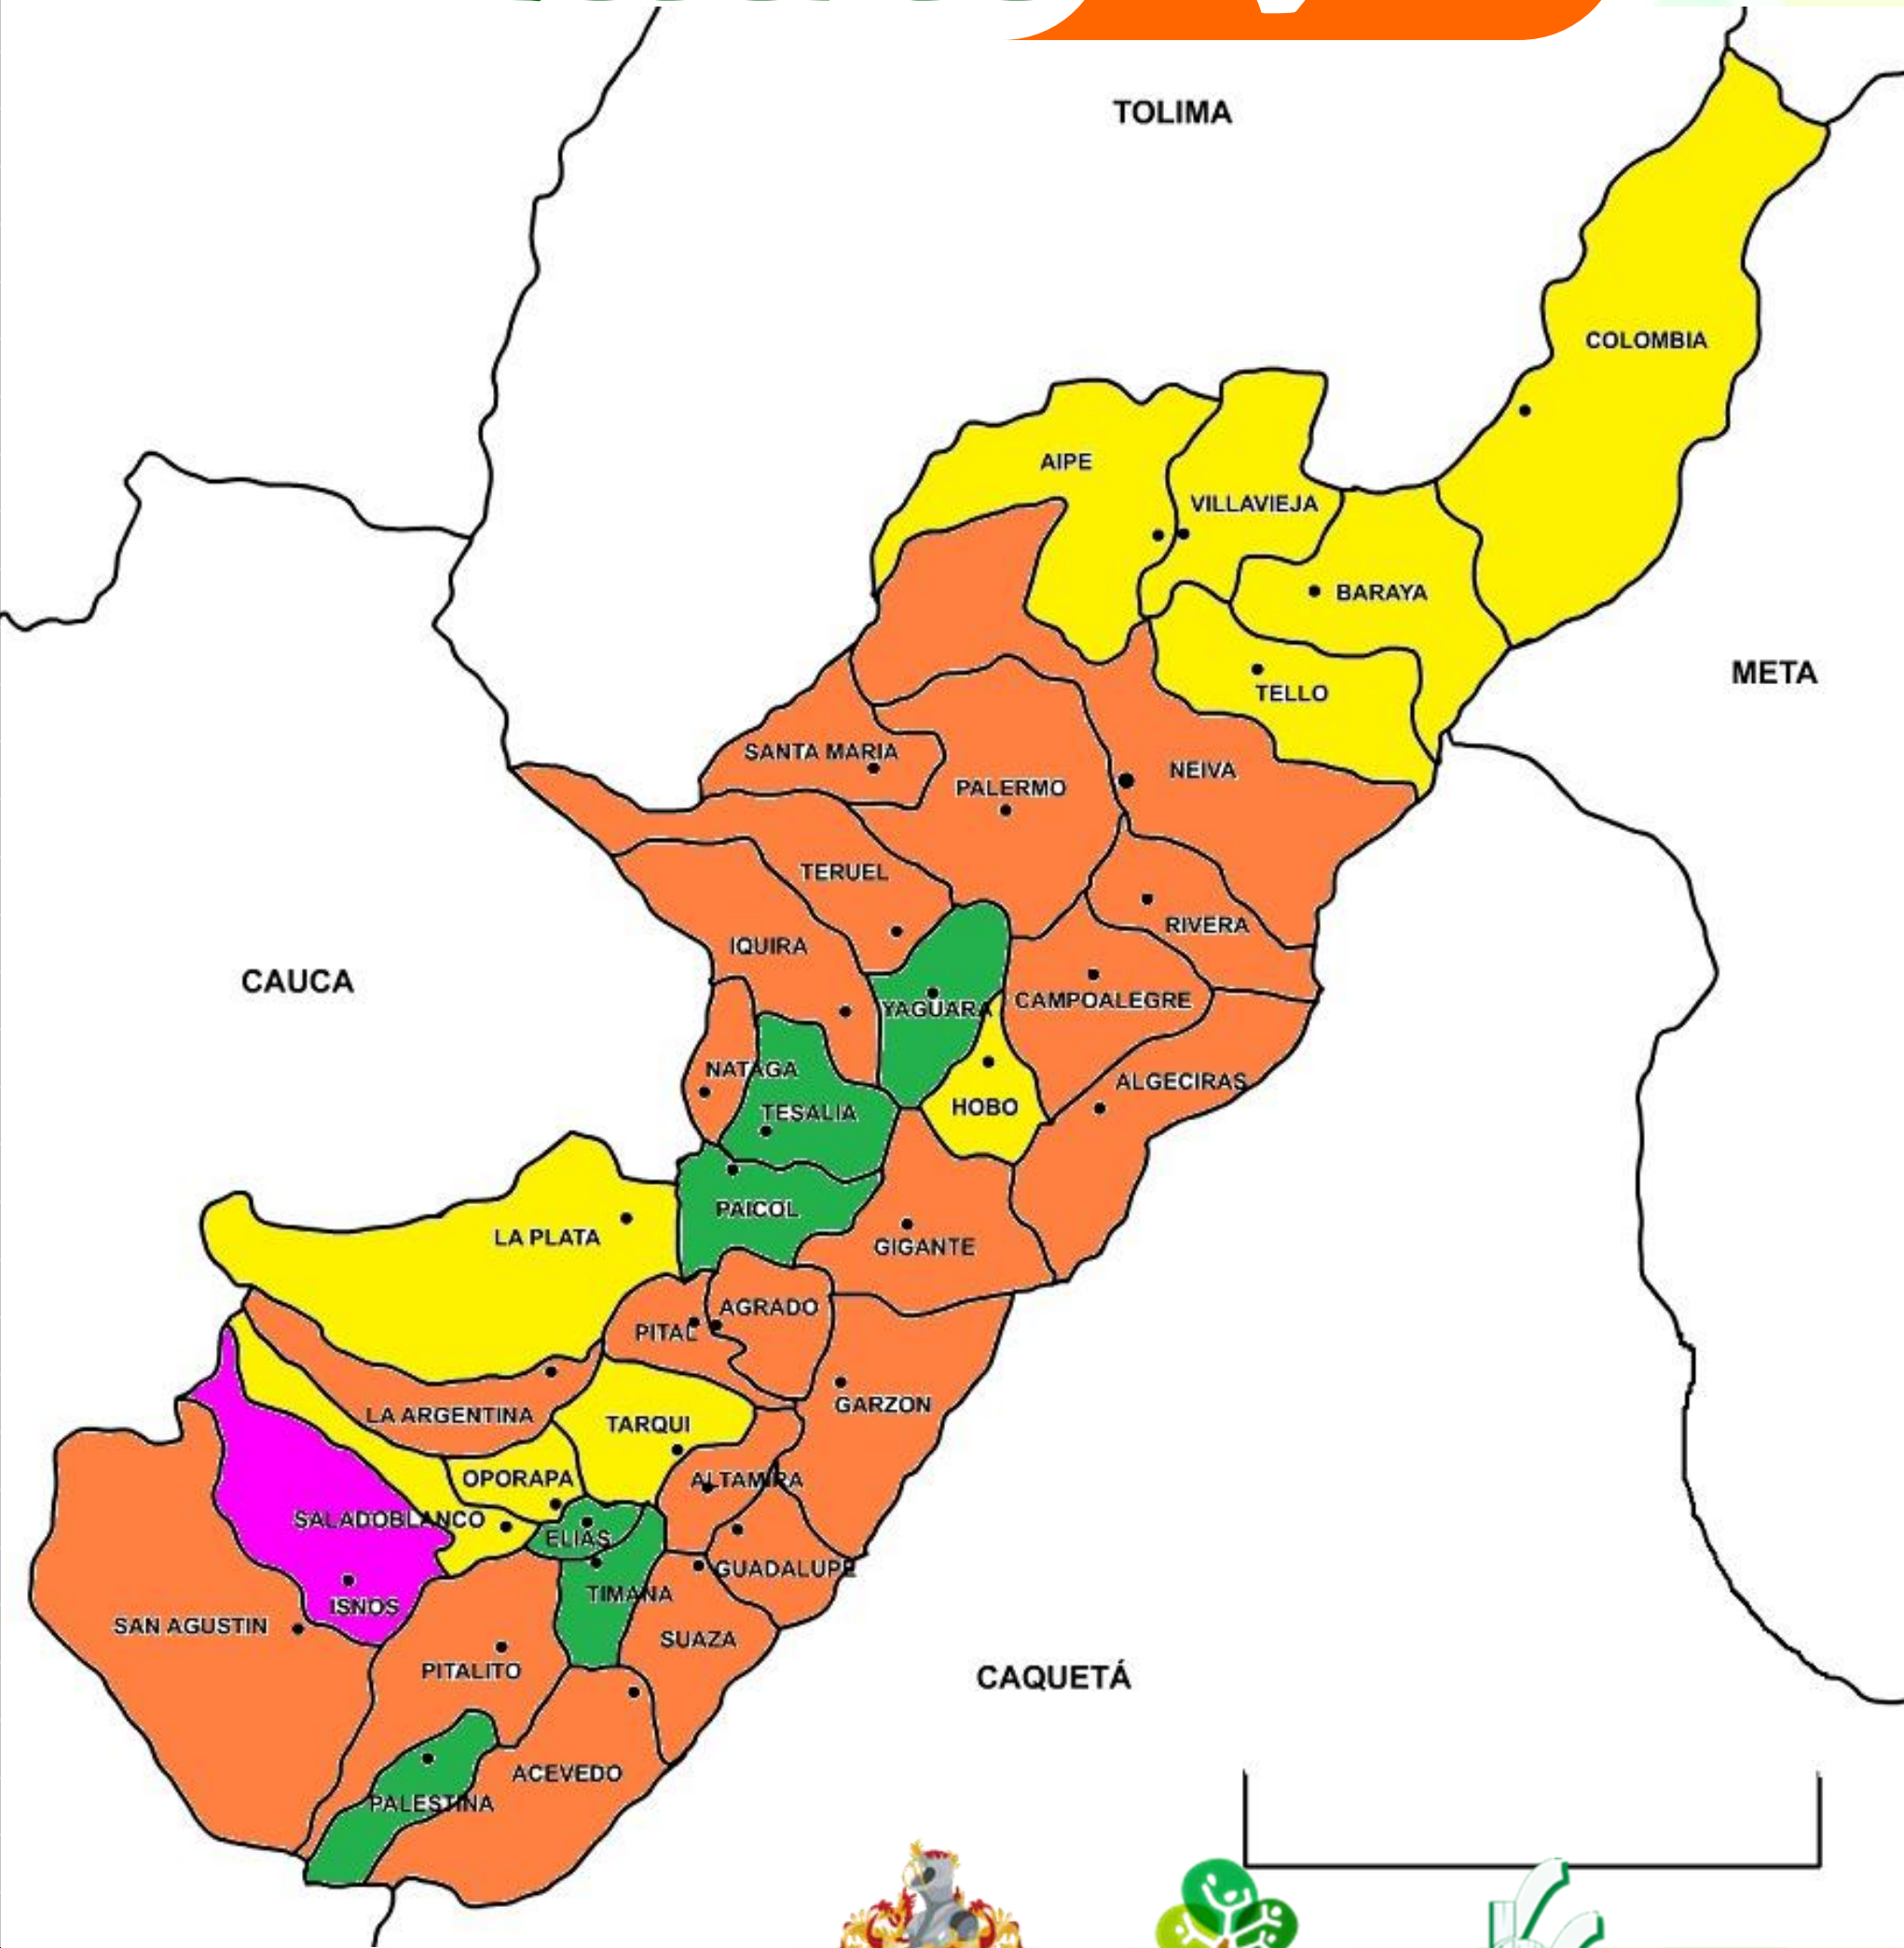 TOLIMA
COLOMBIA
AIPE
VILLAVIEJA
BARAYA
META
TELLO
SANTA MARIA
NEIVA
PALERMO
TERUEL
RIVERA
IQUIRA
CAUCA
YAGUARA
CAMPOALEGRE
NATAGA
ALGECIRAS
TESALIA
HOBO
PAICOL
LA PLATA
GIGANTE
AGRADO
PITAL
GARZON
LA ARGENTINA
TARQUI
OPORAPA
ALTAMIRA
SALADOBLANCO
ELIAS
GUADALUPE
TIMANA
ISNOS
SAN AGUSTIN
SUAZA
PITALITO
CAQUETÁ
ACEVEDO
PALESTINA